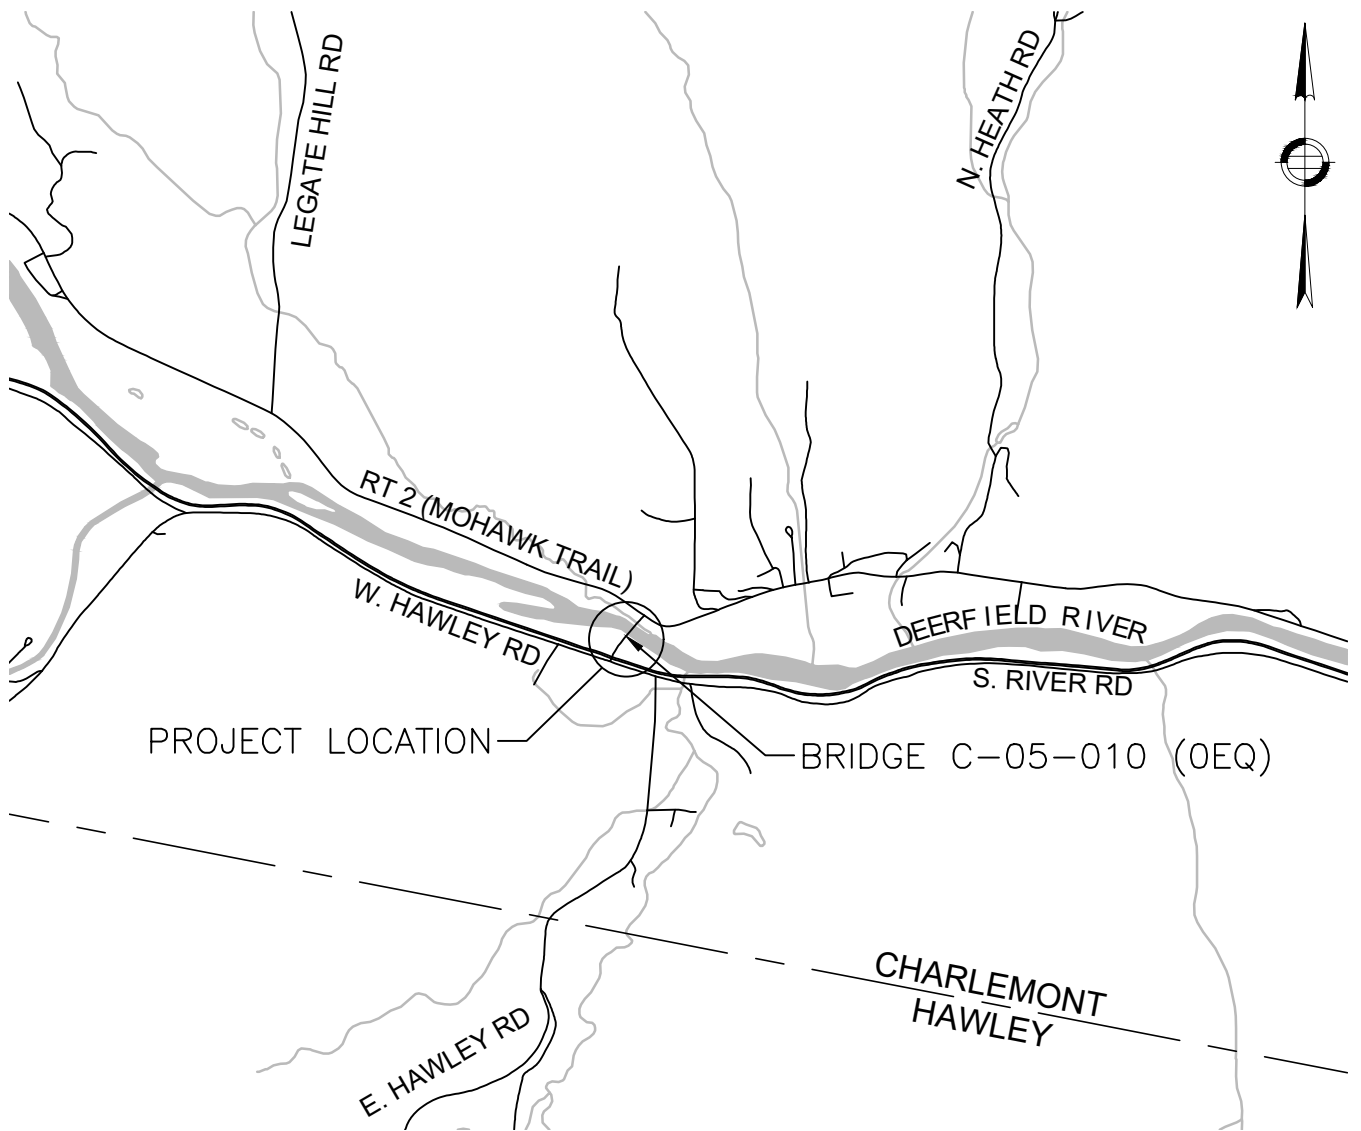 LEGATE HILL RD
N. HEATH RD
RT 2 (MOHAWK TRAIL)
W. HAWLEY RD
DEERFIELD RIVER
S. RIVER RD
PROJECT LOCATION
BRIDGE C-05-010 (0EQ)
CHARLEMONT
HAWLEY
E. HAWLEY RD